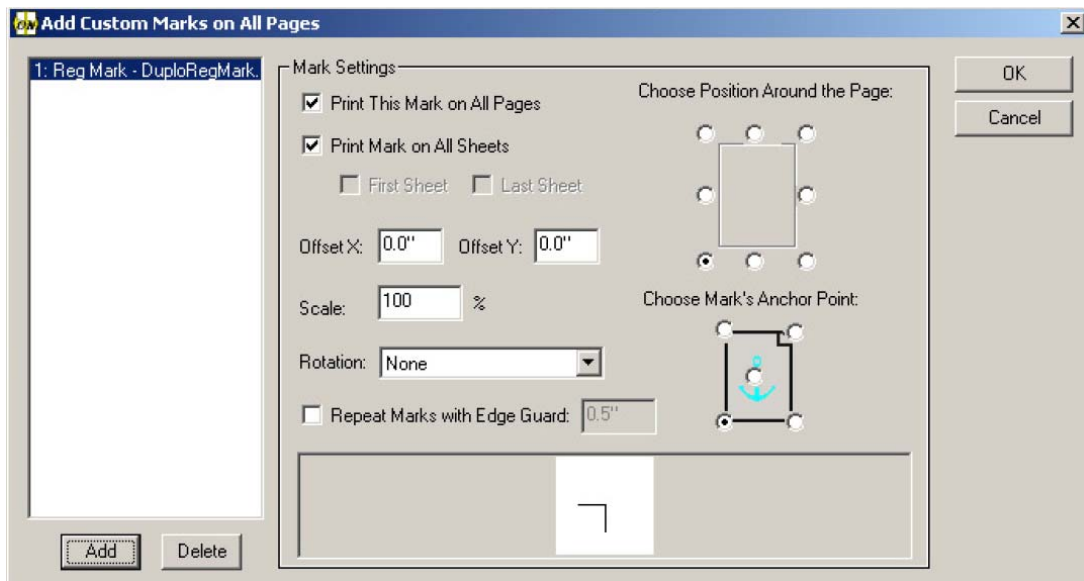 Add Custom Marks on All Pages
1: Reg Mark - DuploRegMark.
Add
Delete
Mark Settings
Print This Mark on All Pages
Print Mark on All Sheets
First Sheet Last Sheet
Offset X: 0.0" Offset Y: 0.0"
Scale: 100 %
Rotation: None
Repeat Marks with Edge Guard: 0.5"
Choose Position Around the Page:
Choose Mark's Anchor Point:
OK
Cancel